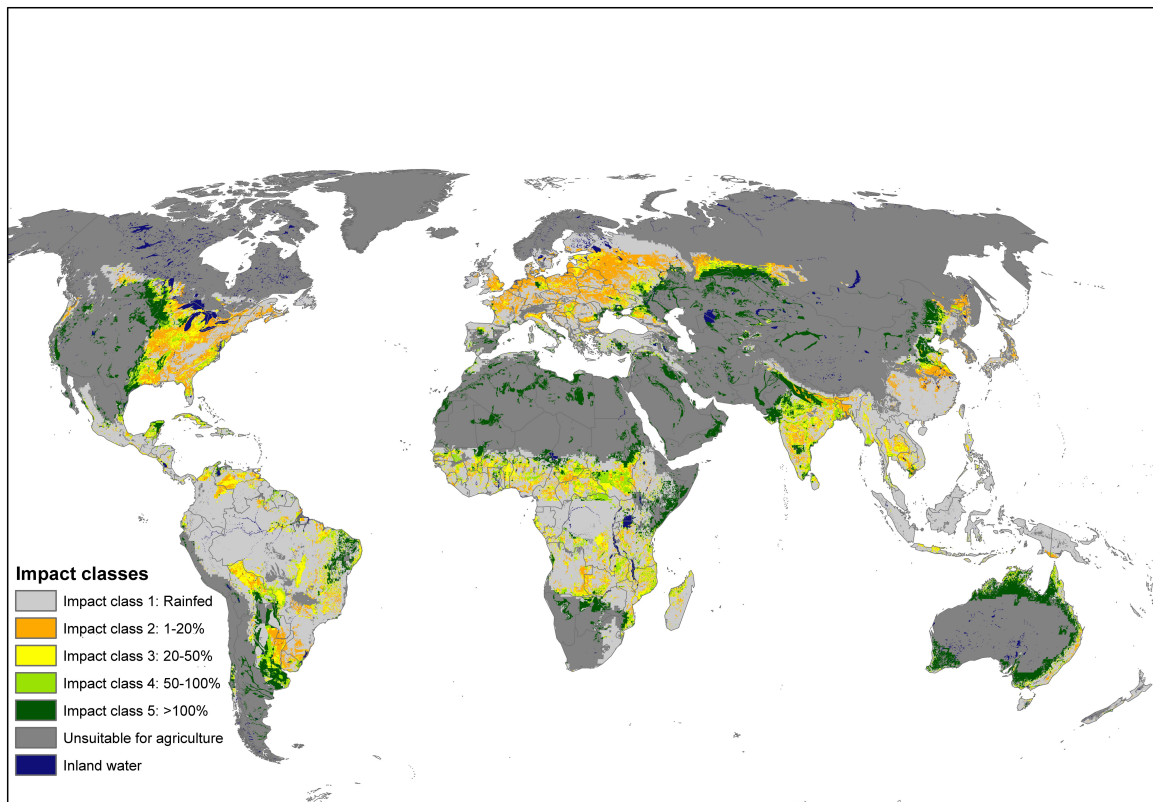 Impact classes
Impact class 1: Rainfed
Impact class 2: 1-20%
Impact class 3: 20-50%
Impact class 4: 50-100%
Impact class 5: >100%
Unsuitable for agriculture
Inland water